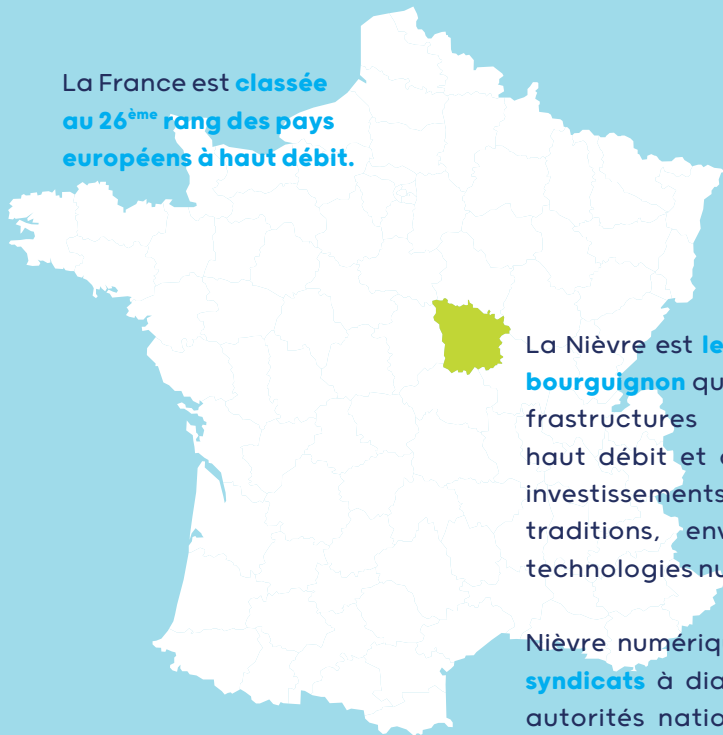 La France est classée
au 26ème rang des pays
européens à haut débit.
La Nièvre est le
bourguignon qu
frastructures
haut débit et
investissements
traditions, env
technologies nu
Nièvre numériq
syndicats à dia
autorités natio